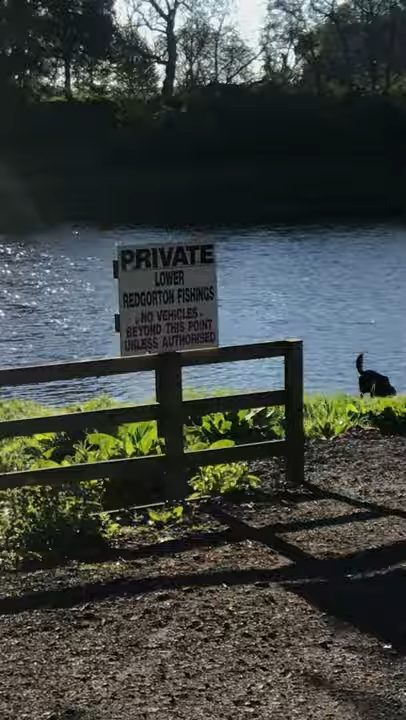 PRIVATE
LOWER
REDGORTON FISHINGS
NO VEHICLES
BEYOND THIS POINT
UNLESS AUTHORISED